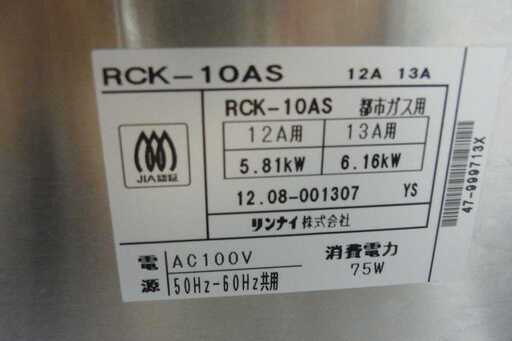 RCK-10AS 12A 13A
RCK-10AS 都市ガス用
12A用 13A用
5.81kW 6.16kW
12.08-001307 YS
リンナイ株式会社
JIA認証
電源 AC100V 50Hz-60Hz共用
消費電力
75W
47-999713X